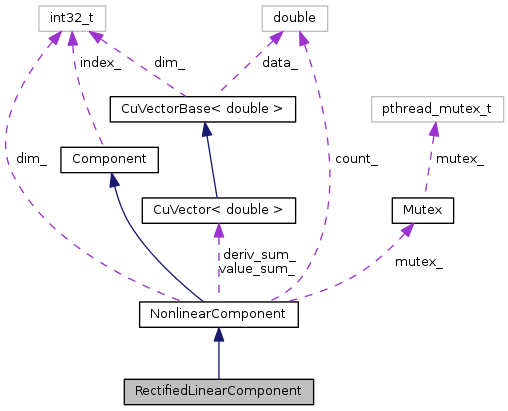 int32_t
double
index_
dim_
data_
CuVectorBase< double >
pthread_mutex_t
dim_
Component
count_
mutex_
CuVector< double >
Mutex
deriv_sum_
value_sum_
mutex_
NonlinearComponent
RectifiedLinearComponent